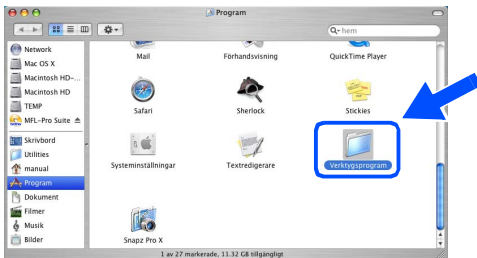 Program
hem
Network
Mac OS X
Macintosh HD-...
Macintosh HD
TEMP
MFL-Pro Suite
Skrivbord
Utilities
manual
Program
Dokument
Filmer
Musik
Bilder
Mail
Förhandsvisning
QuickTime Player
Safari
Sherlock
Stickies
Systeminställningar
Textredigerare
Verktygsprogram
Snapz Pro X
1 av 27 markerade, 11.32 GB tillgängligt